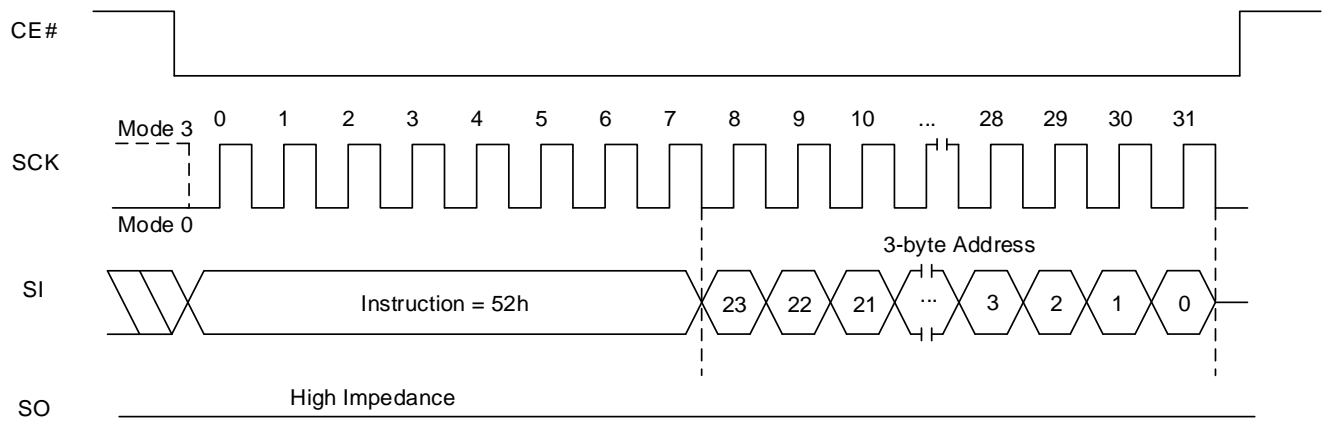 CE#
Mode 3
0 1 2 3 4 5 6 7 8 9 10 ... 28 29 30 31
SCK
Mode 0
3-byte Address
SI
Instruction = 52h
23 22 21 ... 3 2 1 0
High Impedance
SO